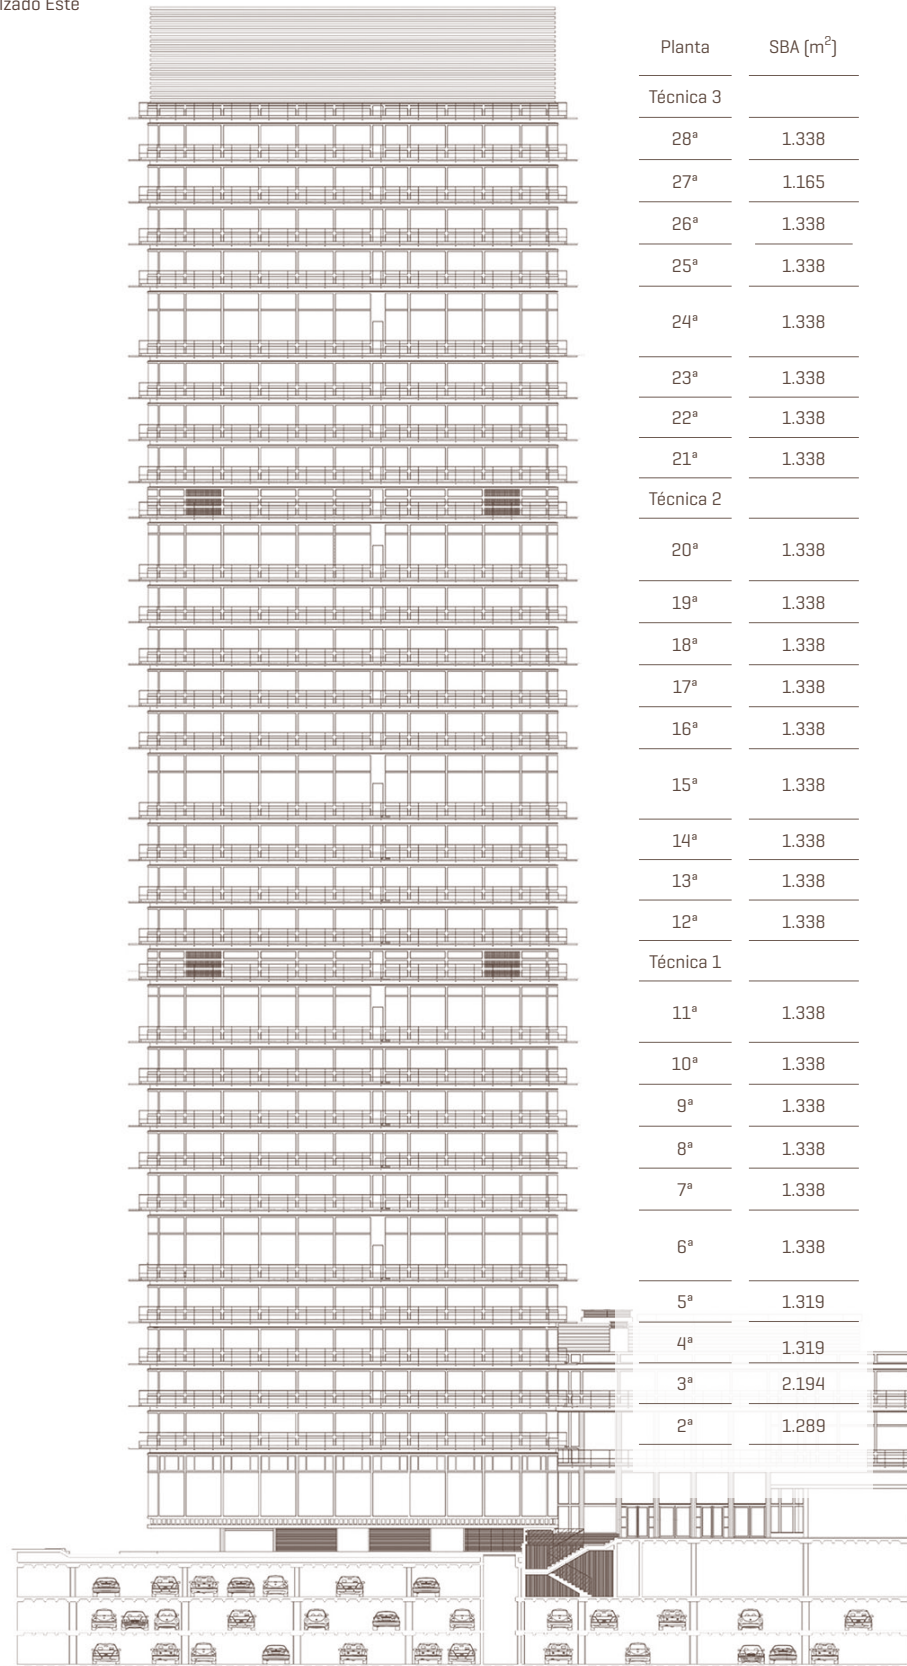 Planta SBA (m²)
Técnica 3
28ª 1.338
27ª 1.165
26ª 1.338
25ª 1.338
24ª 1.338
23ª 1.338
22ª 1.338
21ª 1.338
Técnica 2
20ª 1.338
19ª 1.338
18ª 1.338
17ª 1.338
16ª 1.338
15ª 1.338
14ª 1.338
13ª 1.338
12ª 1.338
Técnica 1
11ª 1.338
10ª 1.338
9ª 1.338
8ª 1.338
7ª 1.338
6ª 1.338
5ª 1.319
4ª 1.319
3ª 2.194
2ª 1.289